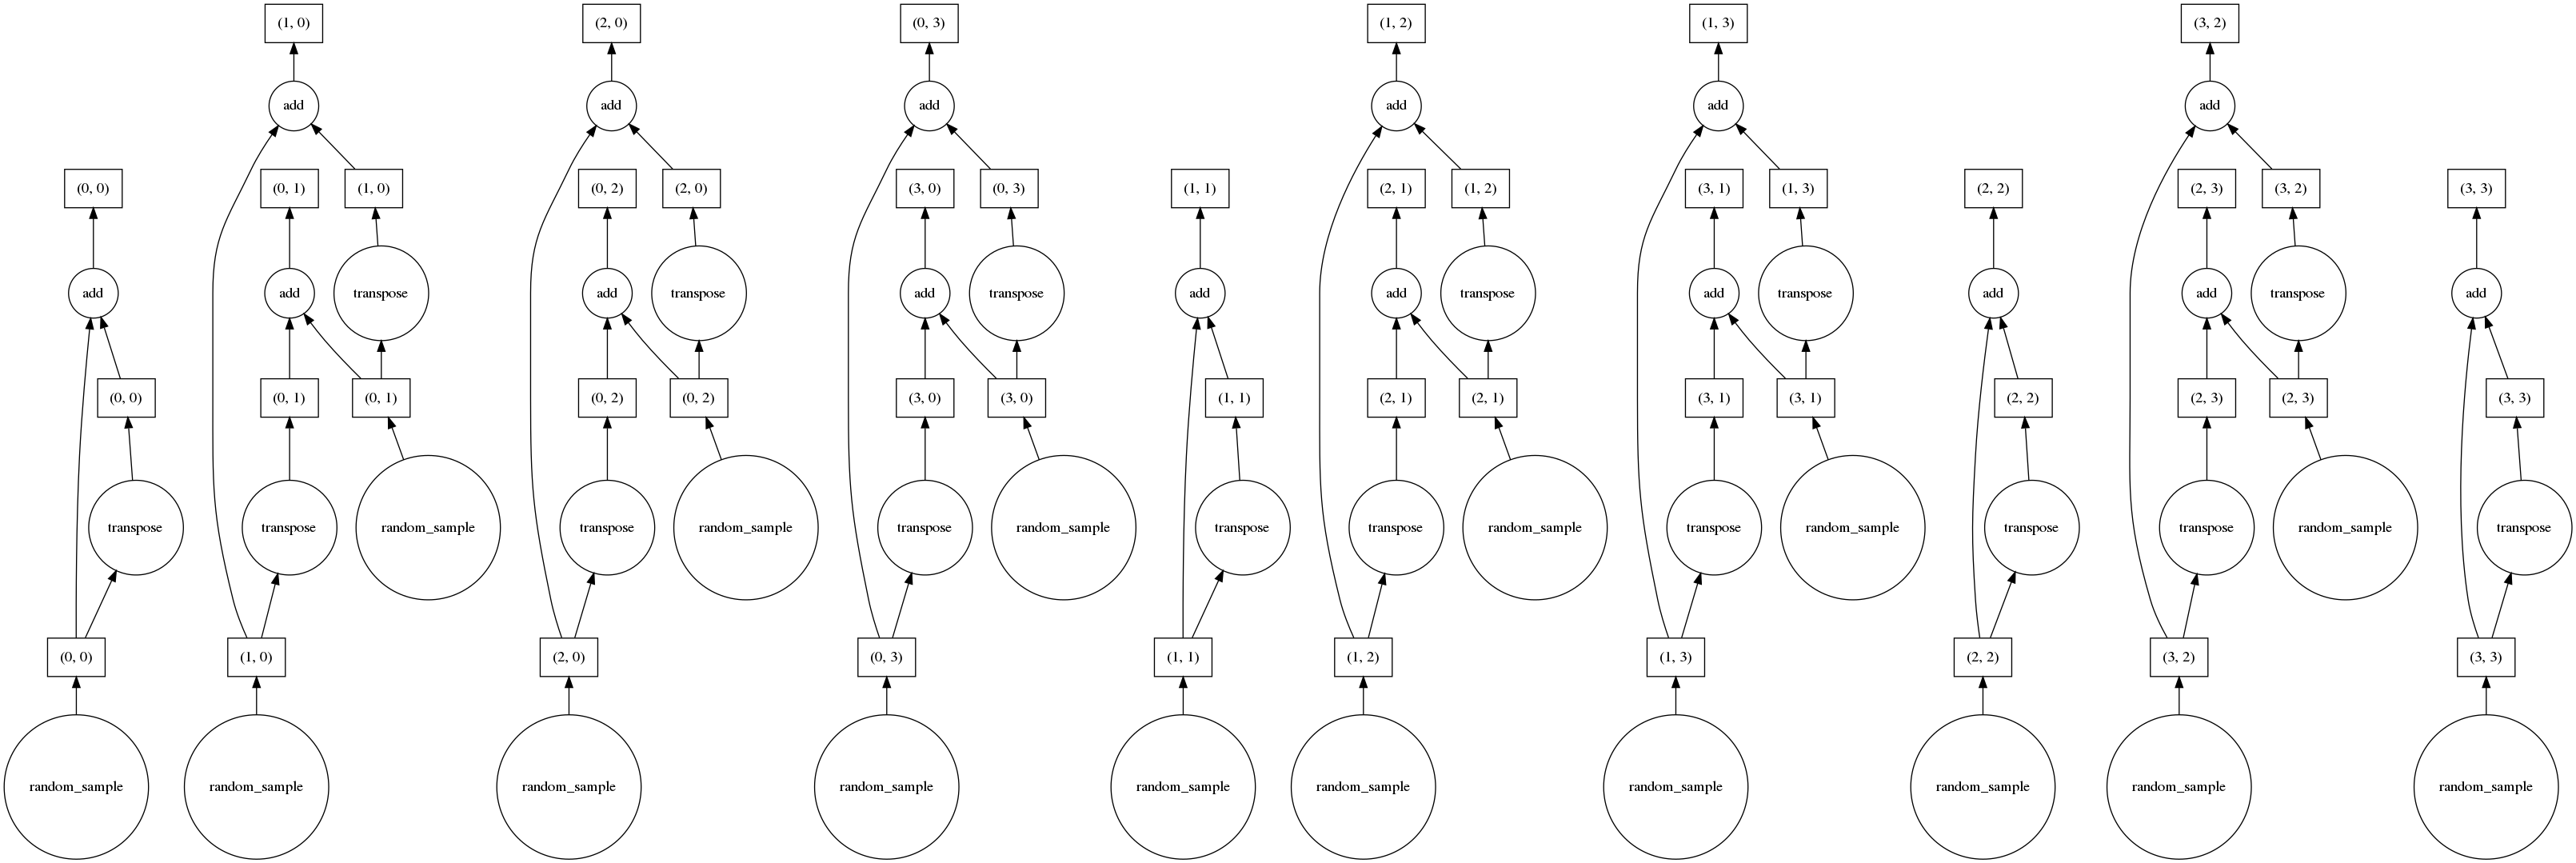 (1, 0)
(2, 0)
(0, 3)
(1, 2)
(1, 3)
(3, 2)
add
add
add
add
add
add
(0, 0)
(0, 1)
(1, 0)
(0, 2)
(2, 0)
(3, 0)
(0, 3)
(1, 1)
(2, 1)
(1, 2)
(3, 1)
(1, 3)
(2, 2)
(2, 3)
(3, 2)
(3, 3)
add
add
transpose
add
transpose
add
transpose
add
add
transpose
add
transpose
add
add
transpose
add
(0, 0)
(0, 1)
(0, 1)
(0, 2)
(0, 2)
(3, 0)
(3, 0)
(1, 1)
(2, 1)
(2, 1)
(3, 1)
(3, 1)
(2, 2)
(2, 3)
(2, 3)
(3, 3)
transpose
transpose
random_sample
transpose
random_sample
transpose
random_sample
transpose
transpose
random_sample
transpose
random_sample
transpose
transpose
random_sample
transpose
(0, 0)
(1, 0)
(2, 0)
(0, 3)
(1, 1)
(1, 2)
(1, 3)
(2, 2)
(3, 2)
(3, 3)
random_sample
random_sample
random_sample
random_sample
random_sample
random_sample
random_sample
random_sample
random_sample
random_sample